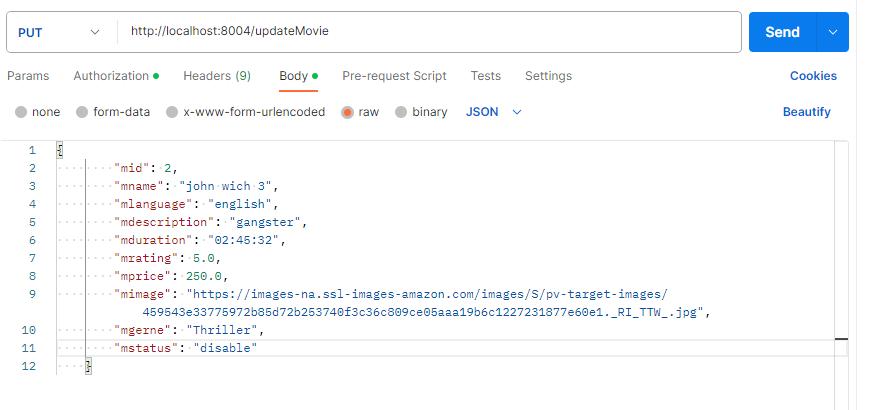 PUT http://localhost:8004/updateMovie Send
Params Authorization Headers (9) Body Pre-request Script Tests Settings Cookies
none form-data x-www-form-urlencoded raw binary JSON Beautify
1 {
2 "mid": 2,
3 "mname": "john wich 3",
4 "mlanguage": "english",
5 "mdescription": "gangster",
6 "mduration": "02:45:32",
7 "mrating": 5.0,
8 "mprice": 250.0,
9 "mimage": "https://images-na.ssl-images-amazon.com/images/S/pv-target-images/
459543e33775972b85d72b253740f3c36c809ce05aaa19b6c1227231877e60e1._RI_TTW_.jpg",
10 "mgerne": "Thriller",
11 "mstatus": "disable"
12 }